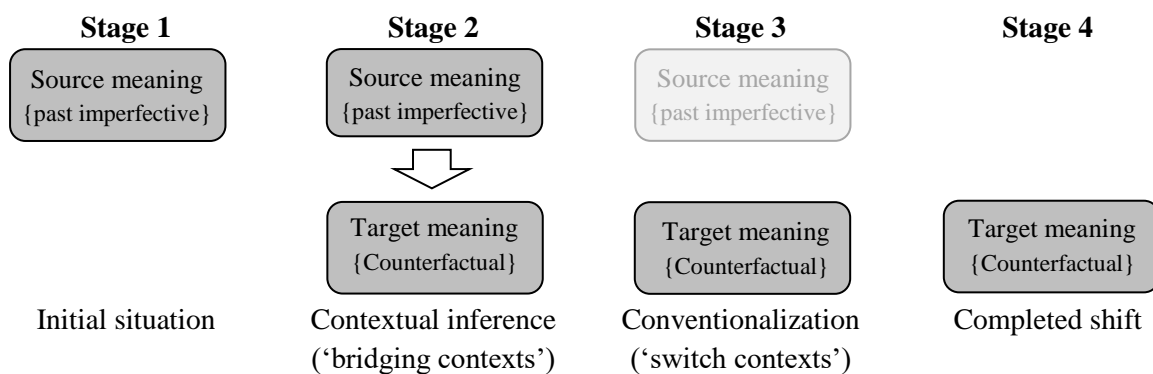 Stage 1 Stage 2 Stage 3 Stage 4
Source meaning Source meaning Source meaning
{past imperfective} {past imperfective} {past imperfective}
Target meaning Target meaning Target meaning
{Counterfactual} {Counterfactual} {Counterfactual}
Initial situation Contextual inference Conventionalization Completed shift
(‘bridging contexts’) (‘switch contexts’)